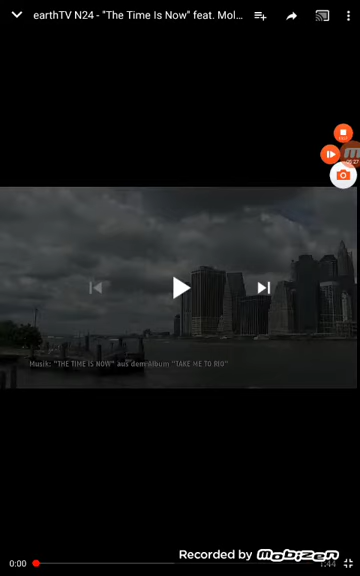 earthTV N24 - "The Time Is Now" feat. Mol...
Musik: "THE TIME IS NOW" aus dem Album "TAKE ME TO RIO"
Recorded by MOBIZEN
0:00
1:44